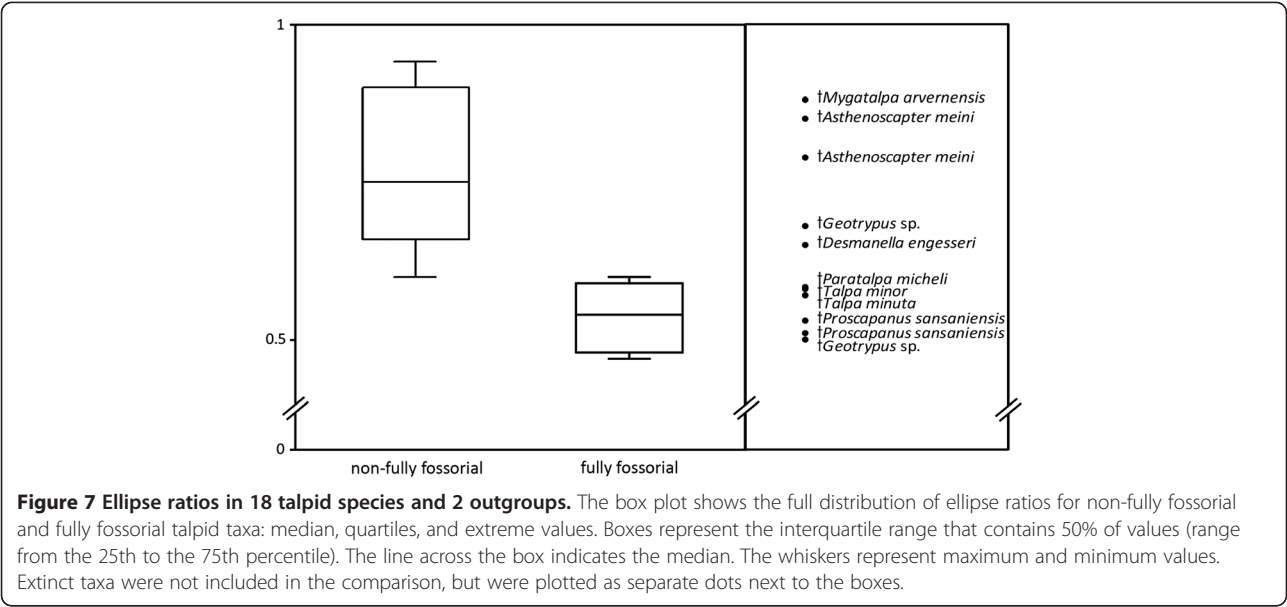 1
0.5
0
non-fully fossorial
fully fossorial
†Mygatalpa arvernensis
†Asthenoscapter meini
†Asthenoscapter meini
†Geotrypus sp.
†Desmanella engesseri
†Paratalpa micheli
†Talpa minor
†Talpa minuta
†Proscapanus sansaniensis
†Proscapanus sansaniensis
†Geotrypus sp.
Figure 7 Ellipse ratios in 18 talpid species and 2 outgroups. The box plot shows the full distribution of ellipse ratios for non-fully fossorial
and fully fossorial talpid taxa: median, quartiles, and extreme values. Boxes represent the interquartile range that contains 50% of values (range
from the 25th to the 75th percentile). The line across the box indicates the median. The whiskers represent maximum and minimum values.
Extinct taxa were not included in the comparison, but were plotted as separate dots next to the boxes.